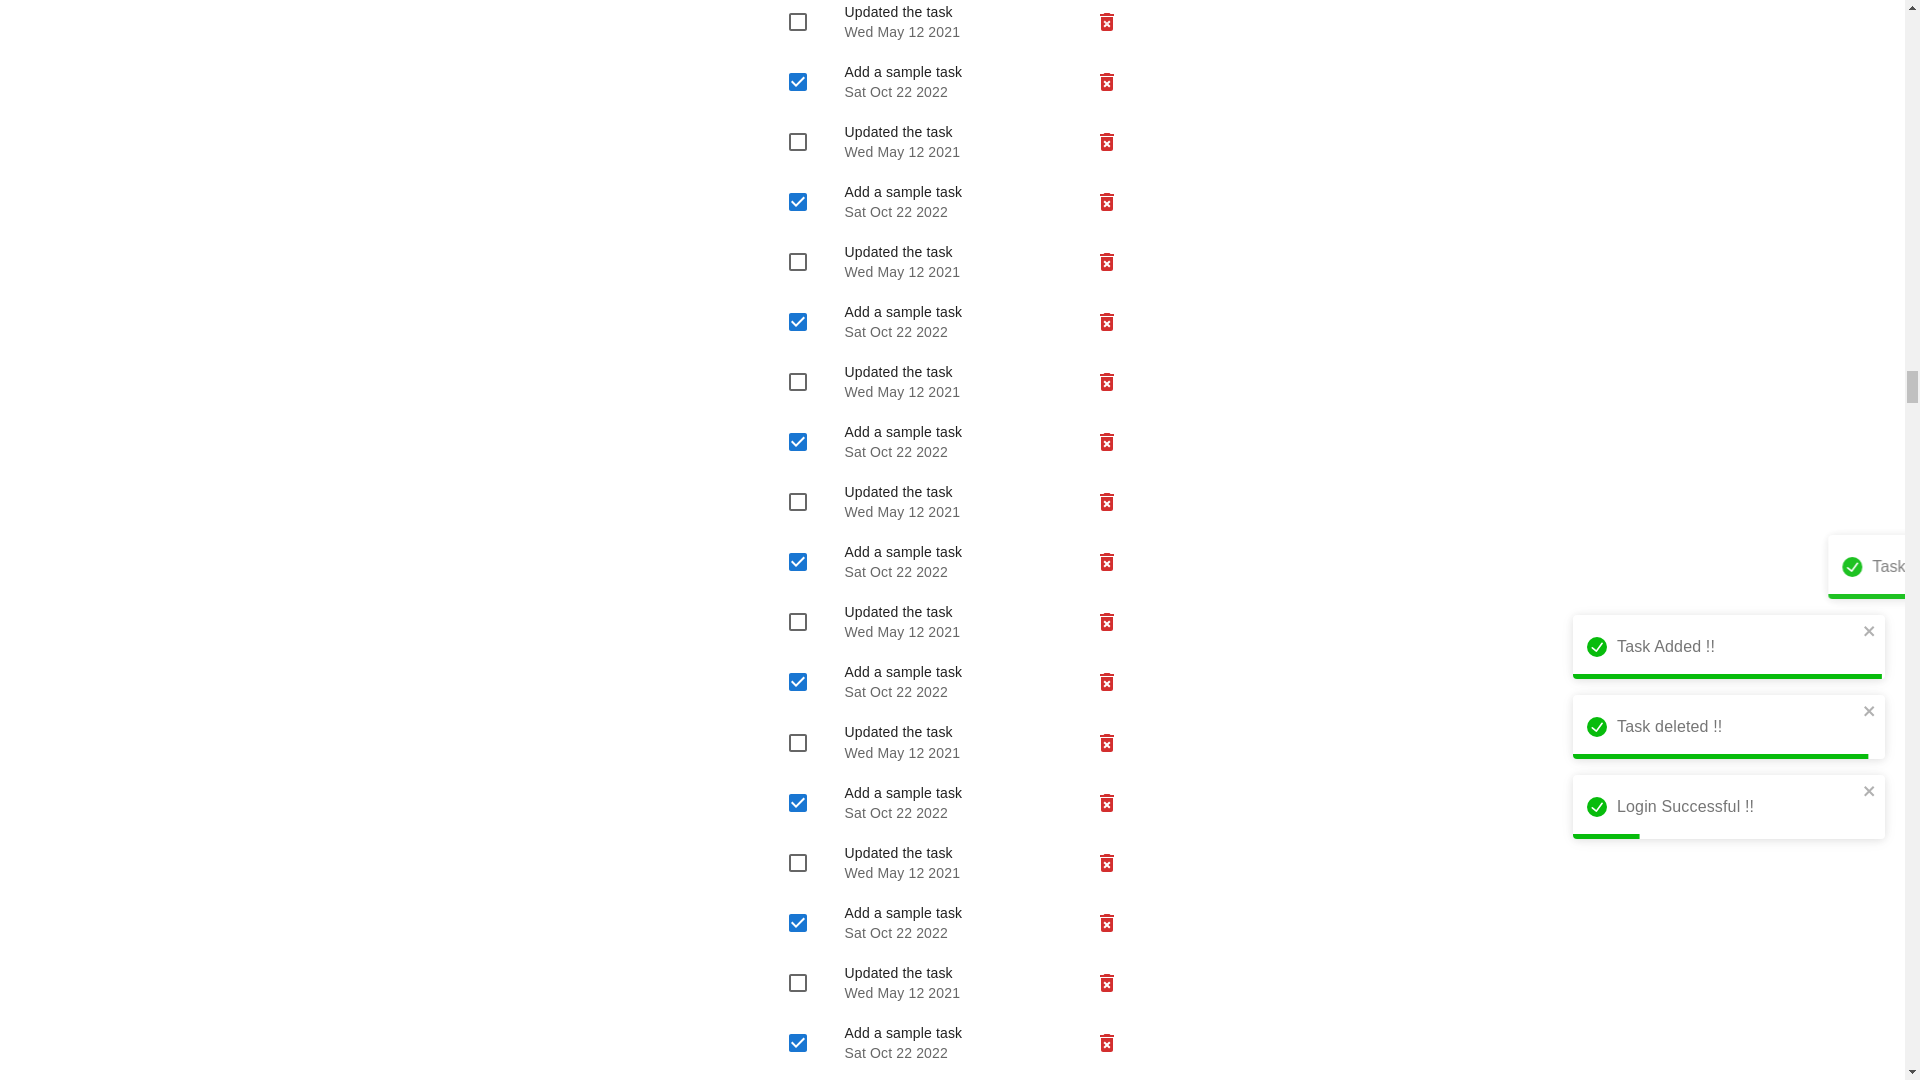 Updated the task
Wed May 12 2021
Add a sample task
Sat Oct 22 2022
Updated the task
Wed May 12 2021
Add a sample task
Sat Oct 22 2022
Updated the task
Wed May 12 2021
Add a sample task
Sat Oct 22 2022
Updated the task
Wed May 12 2021
Add a sample task
Sat Oct 22 2022
Updated the task
Wed May 12 2021
Add a sample task
Sat Oct 22 2022
Updated the task
Wed May 12 2021
Add a sample task
Sat Oct 22 2022
Updated the task
Wed May 12 2021
Add a sample task
Sat Oct 22 2022
Updated the task
Wed May 12 2021
Add a sample task
Sat Oct 22 2022
Updated the task
Wed May 12 2021
Add a sample task
Sat Oct 22 2022
Task
Task Added !!
Task deleted !!
Login Successful !!